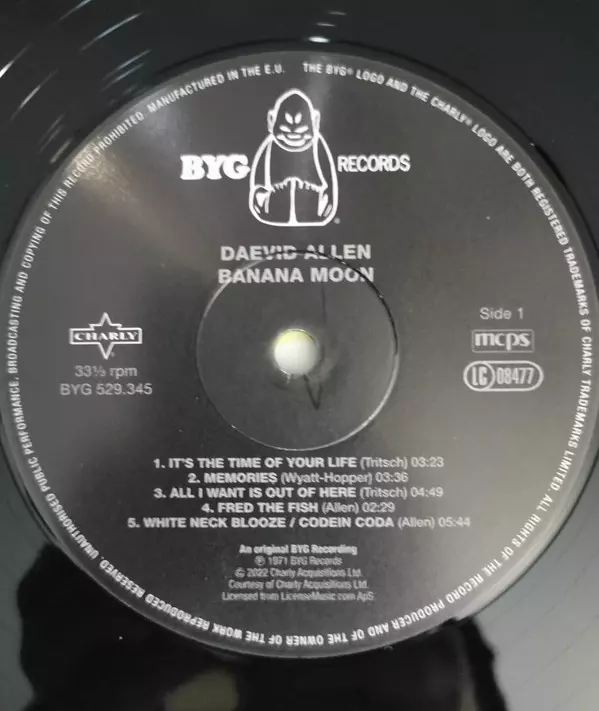 UNAUTHORISED PUBLIC PERFORMANCE, BROADCASTING AND COPYING OF THIS RECORD PROHIBITED. MANUFACTURED IN THE E.U. THE BYG® LOGO AND THE CHARLY® LOGO ARE BOTH REGISTERED TRADEMARKS OF CHARLY TRADEMARKS LIMITED. ALL RIGHTS OF THE RECORD PRODUCER AND OF THE OWNER OF THE WORK REPRODUCED RESERVED.
BYG RECORDS
DAEVID ALLEN
BANANA MOON
CHARLY
33⅓ rpm
BYG 529.345
Side 1
mcps
LC 08477
1. IT'S THE TIME OF YOUR LIFE (Tritsch) 03:23
2. MEMORIES (Wyatt-Hopper) 03:36
3. ALL I WANT IS OUT OF HERE (Tritsch) 04:49
4. FRED THE FISH (Allen) 02:29
5. WHITE NECK BLOOZE / CODEIN CODA (Allen) 05:44
An original BYG Recording
℗ 1971 BYG Records
© 2022 Charly Acquisitions Ltd.
Courtesy of Charly Acquisitions Ltd.
Licensed from LicenseMusic.com ApS